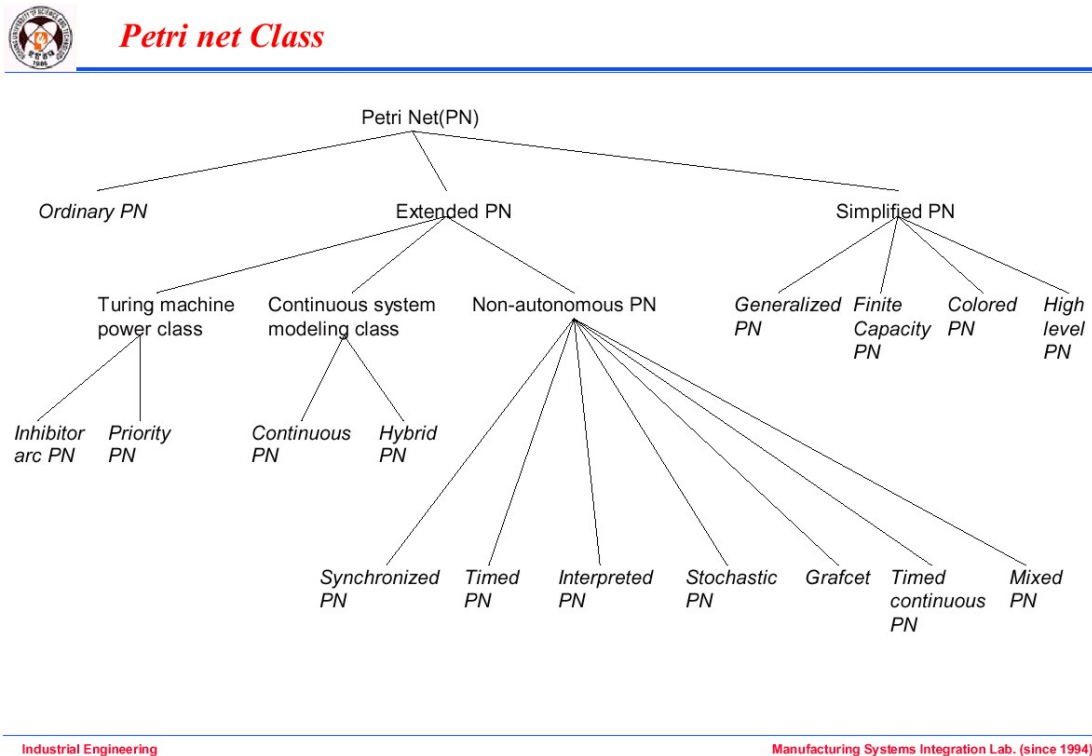 Petri net Class
Petri Net(PN)
Ordinary PN
Extended PN
Simplified PN
Turing machine
power class
Continuous system
modeling class
Non-autonomous PN
Generalized
PN
Finite
Capacity
PN
Colored
PN
High
level
PN
Inhibitor
arc PN
Priority
PN
Continuous
PN
Hybrid
PN
Synchronized
PN
Timed
PN
Interpreted
PN
Stochastic
PN
Grafcet
Timed
continuous
PN
Mixed
PN
Industrial Engineering
Manufacturing Systems Integration Lab. (since 1994)